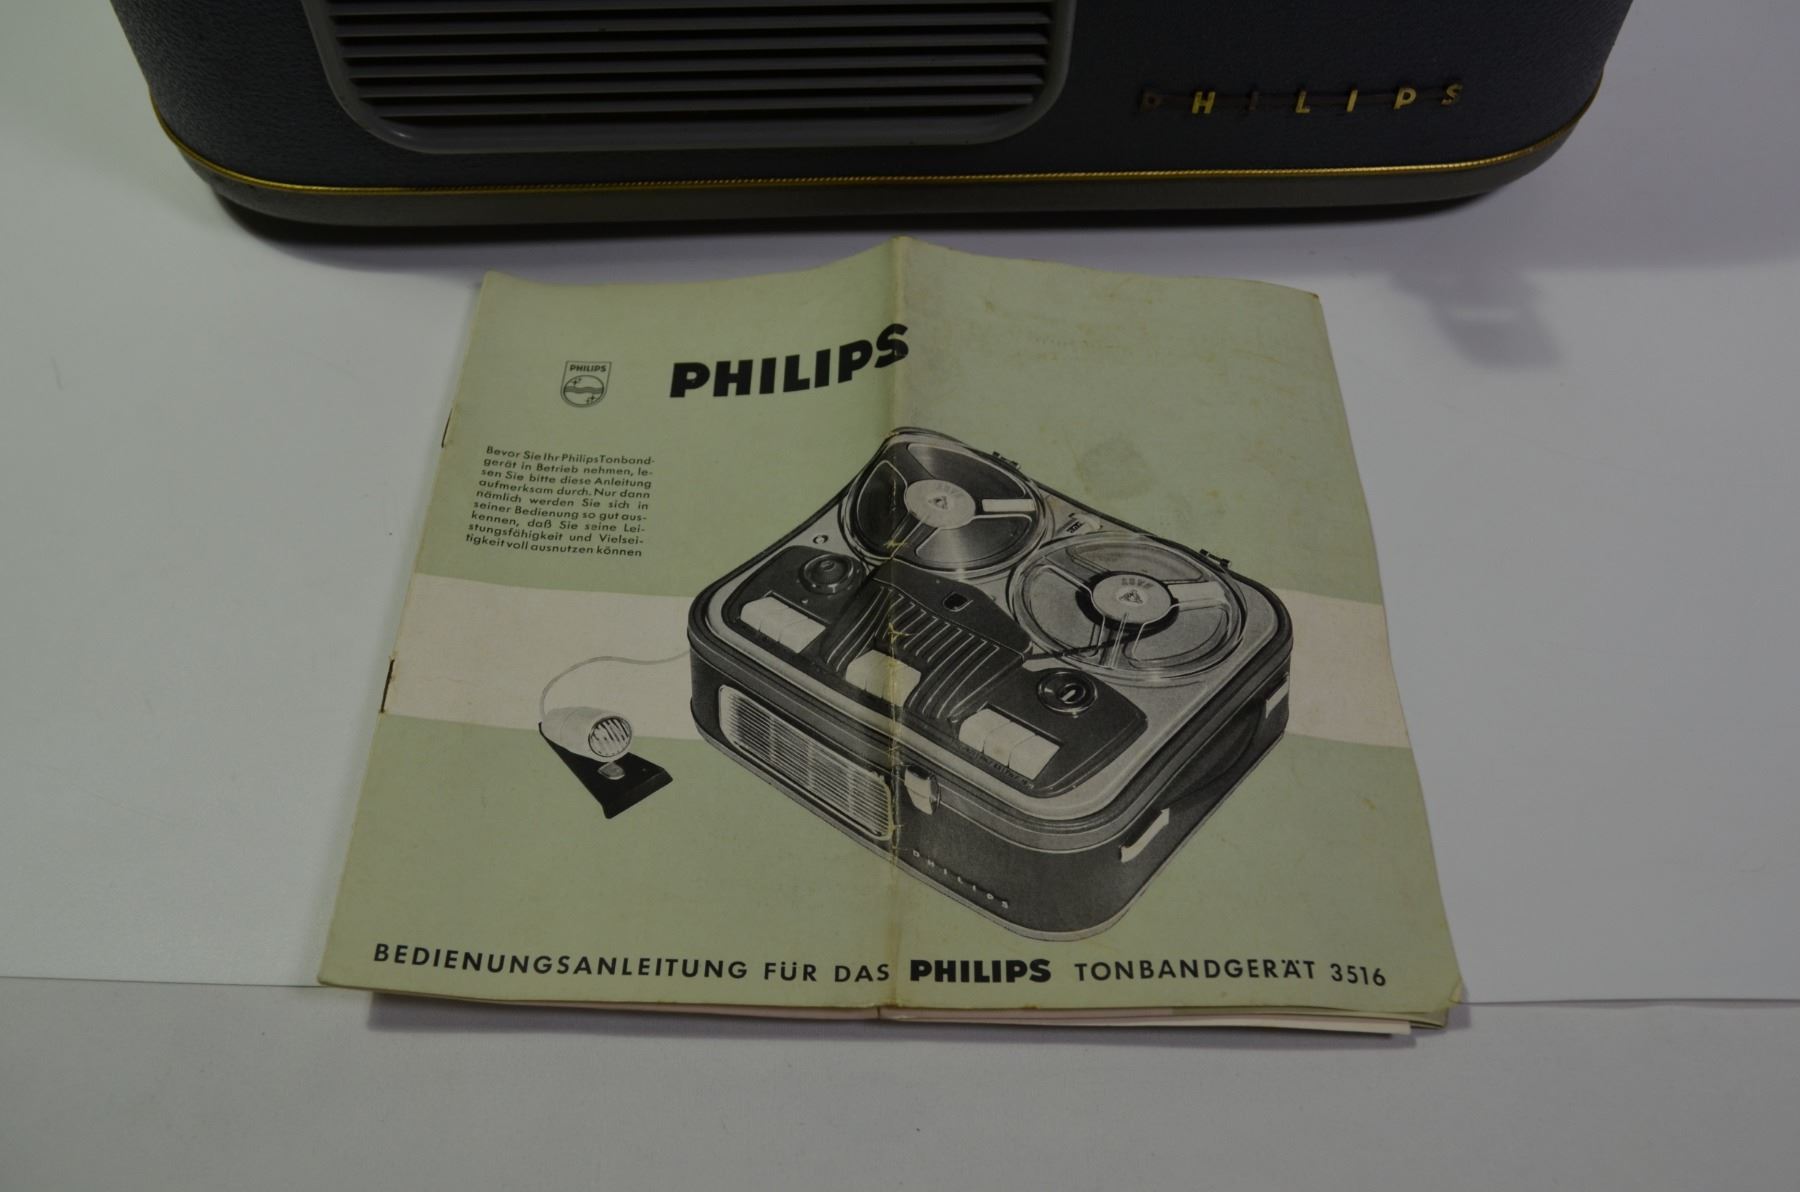 PHILIPS
PHILIPS
PHILIPS
Bevor Sie Ihr Philips Tonband-
gerät in Betrieb nehmen, le-
sen Sie bitte diese Anleitung
aufmerksam durch. Nur dann
nämlich werden Sie sich in
seiner Bedienung so gut aus-
kennen, daß Sie seine Lei-
stungsfähigkeit und Vielsei-
tigkeit voll ausnutzen können
PHILIPS
BEDIENUNGSANLEITUNG FÜR DAS PHILIPS TONBANDGERÄT 3516